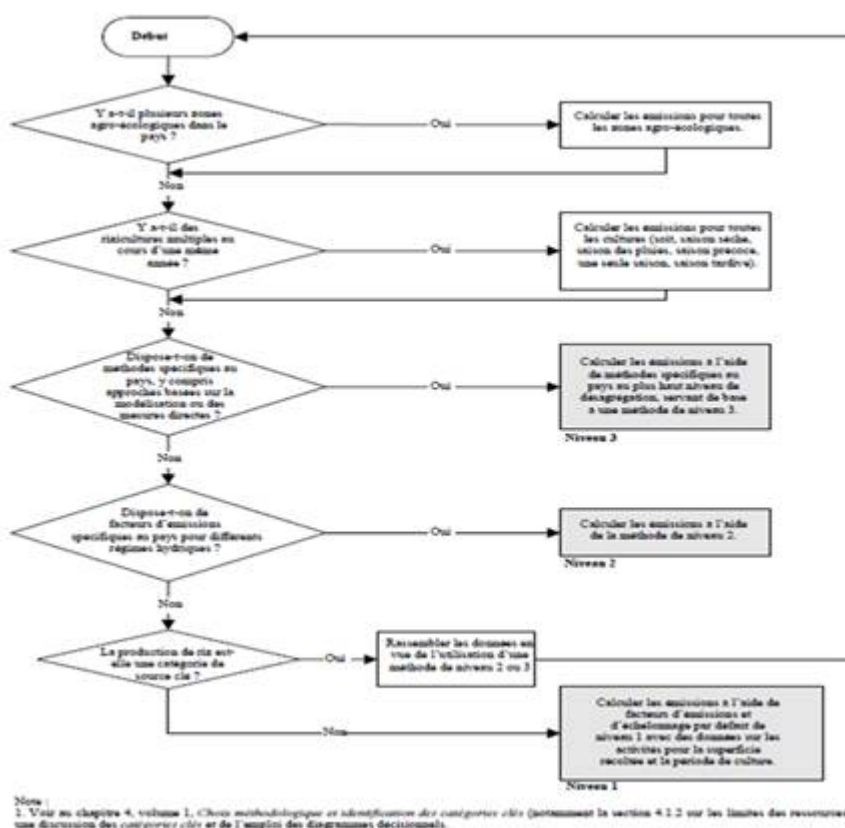 Début
Y a-t-il plusieurs zones
agro-écologiques dans le
pays ?
Oui
Calculer les émissions pour toutes
les zones agro-écologiques.
Non
Y a-t-il des
rizicultures multiples au
cours d'une même
année ?
Oui
Calculer les émissions pour toutes
les cultures (soit, saison sèche,
saison des pluies, saison précoce,
une seule saison, saison tardive).
Non
Dispose-t-on de
méthodes spécifiques au
pays, y compris
approches basées sur la
modélisation ou des
mesures directes ?
Oui
Calculer les émissions à l'aide
de méthodes spécifiques au
pays au plus haut niveau de
désagrégation, servant de base
à une méthode de niveau 3.
Niveau 3
Non
Dispose-t-on de
facteurs d'émissions
spécifiques au pays pour différents
régimes hydriques ?
Oui
Calculer les émissions à l'aide
de la méthode de niveau 2.
Niveau 2
Non
La production de riz est-
elle une catégorie de
source clé ?
Oui
Rassembler les données en
vue de l'utilisation d'une
méthode de niveau 2 ou 3
Non
Calculer les émissions à l'aide de
facteurs d'émissions et
d'échelonnage par défaut de
niveau 1 avec des données sur les
activités pour la superficie
récoltée et la période de culture.
Niveau 1
Note :
1. Voir au chapitre 4, volume 1, Choix méthodologique et identification des catégories clés (notamment la section 4.1.2 sur les limites des ressources
une discussion des catégories clés et de l'emploi des diagrammes décisionnels.